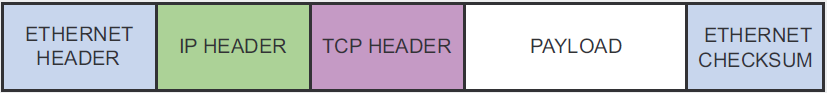 ETHERNET
HEADER
IP HEADER
TCP HEADER
PAYLOAD
ETHERNET
CHECKSUM